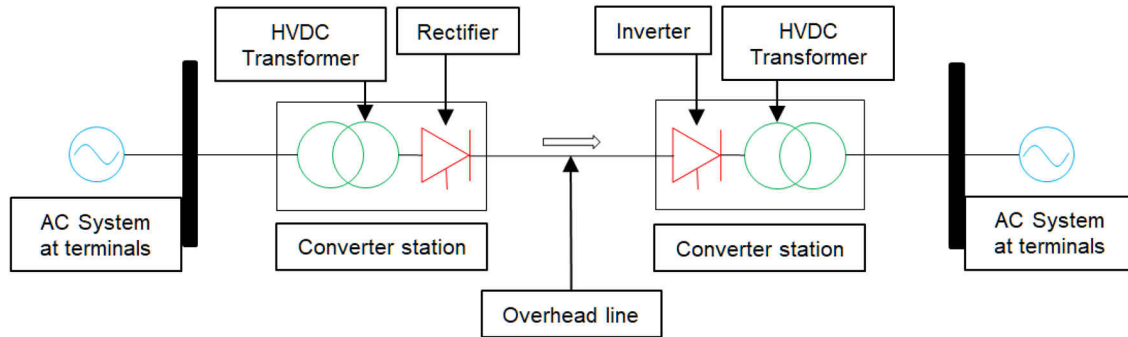 HVDC
Transformer
Rectifier
Inverter
HVDC
Transformer
AC System
at terminals
Converter station
Converter station
AC System
at terminals
Overhead line